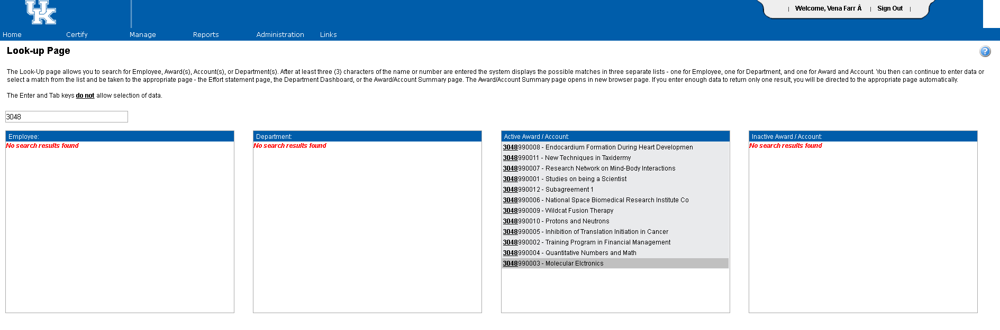 UK
| Welcome, Vena Farr Â | Sign Out |
Home Certify Manage Reports Administration Links
Look-up Page
The Look-Up page allows you to search for Employee, Award(s), Account(s), or Department(s). After at least three (3) characters of the name or number are entered the system displays the possible matches in three separate lists - one for Employee, one for Department, and one for Award and Account. You then can continue to enter data or
select a match from the list and be taken to the appropriate page - the Effort statement page, the Department Dashboard, or the Award/Account Summary page. The Award/Account Summary page opens in new browser page. If you enter enough data to return only one result, you will be directed to the appropriate page automatically.
The Enter and Tab keys do not allow selection of data.
3048
Employee:
No search results found
Department:
No search results found
Active Award / Account:
3048990008 - Endocardium Formation During Heart Developmen
3048990011 - New Techniques in Taxidermy
3048990007 - Research Network on Mind-Body Interactions
3048990001 - Studies on being a Scientist
3048990012 - Subagreement 1
3048990006 - National Space Biomedical Research Institute Co
3048990009 - Wildcat Fusion Therapy
3048990010 - Protons and Neutrons
3048990005 - Inhibition of Translation Initiation in Cancer
3048990002 - Training Program in Financial Management
3048990004 - Quantitative Numbers and Math
3048990003 - Molecular Elctronics
Inactive Award / Account:
No search results found